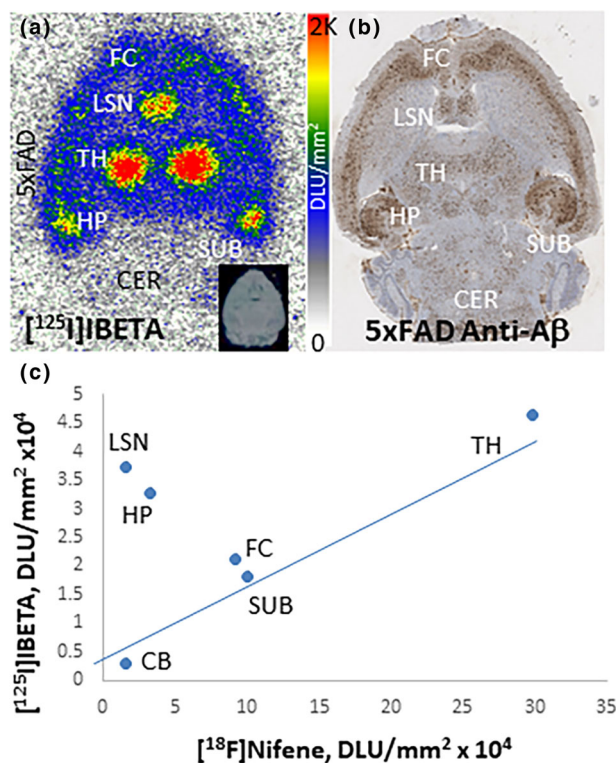 (a)
FC
LSN
TH
HP
SUB
CER
5xFAD
[¹²⁵I]IBETA
2K
DLU/mm²
0
(b)
FC
LSN
TH
HP
SUB
CER
5xFAD Anti-Aβ
(c)
[¹²⁵I]IBETA, DLU/mm² x10⁴
5
4.5
4
3.5
3
2.5
2
1.5
1
0.5
0
LSN
HP
TH
FC
SUB
CB
0 5 10 15 20 25 30 35
[¹⁸F]Nifene, DLU/mm² x 10⁴